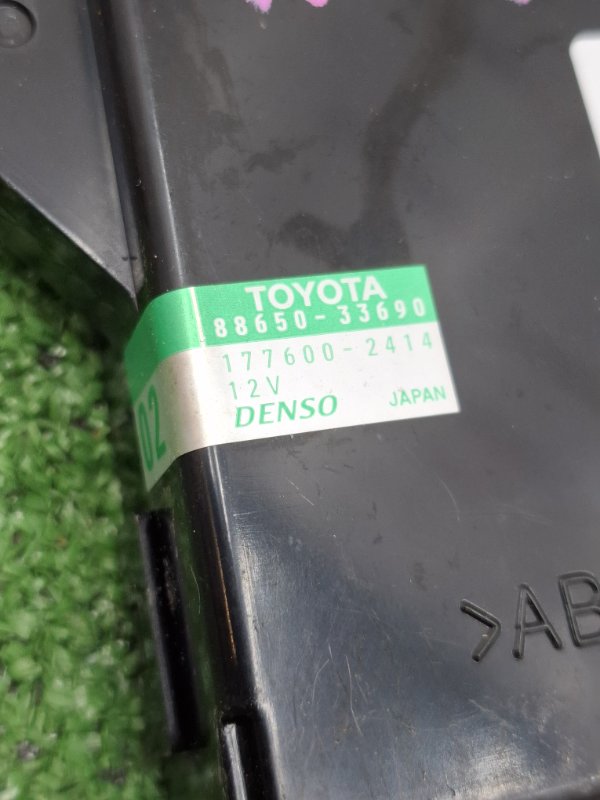 TOYOTA
88650-33690
177600-2414
12V
DENSO JAPAN
02
>AB